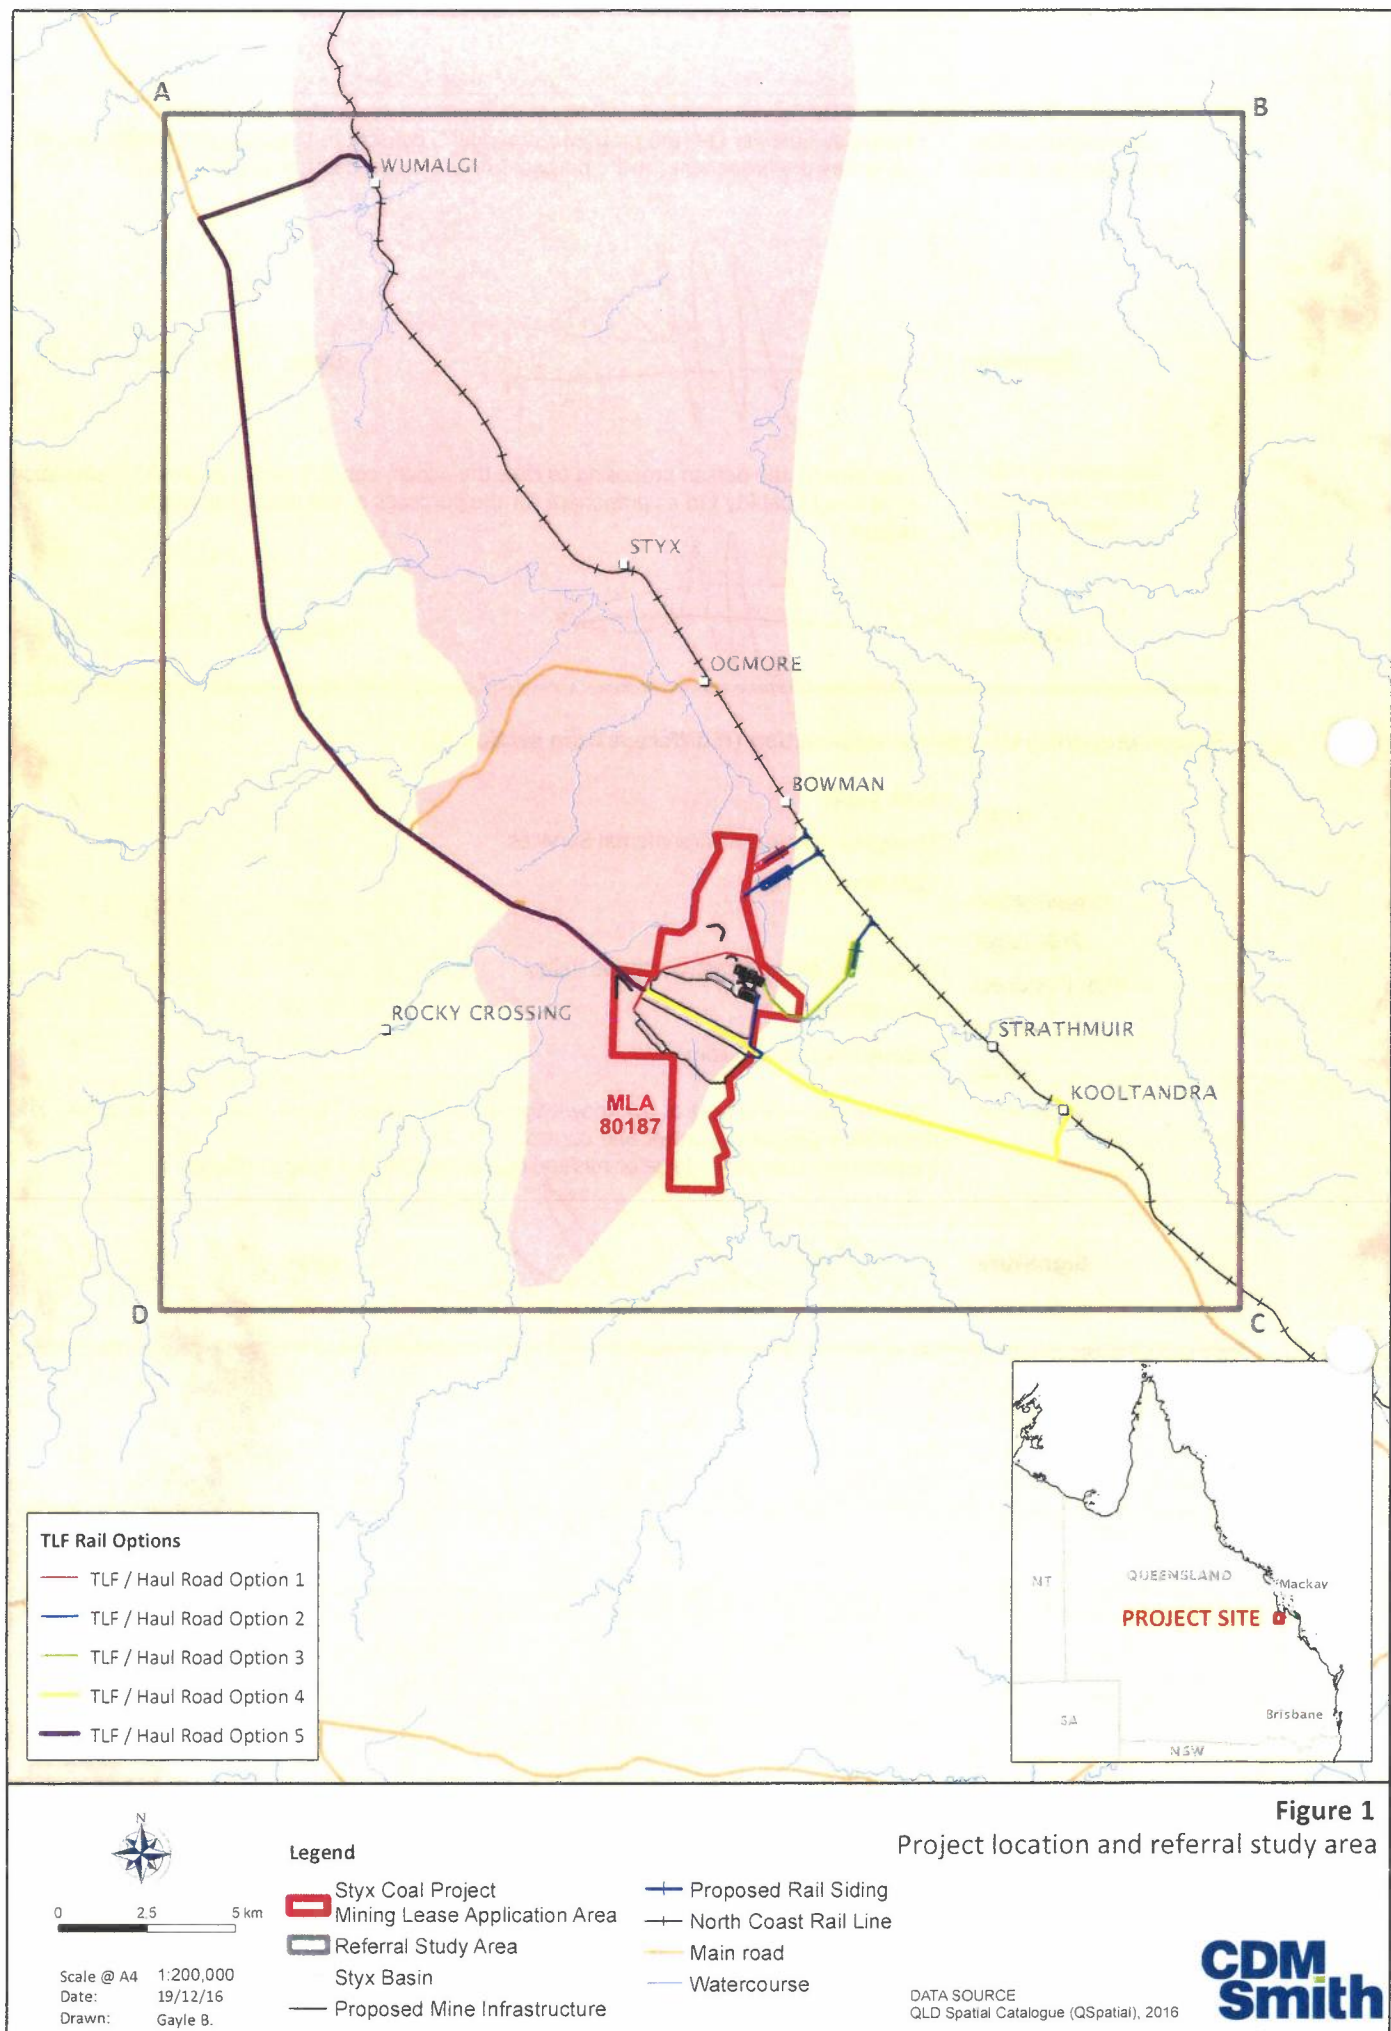 A
B
WUMALGI
STYX
OGMORE
BOWMAN
ROCKY CROSSING
STRATHMUIR
KOOLTANDRA
MLA
80187
D
C
TLF Rail Options
TLF / Haul Road Option 1
TLF / Haul Road Option 2
TLF / Haul Road Option 3
TLF / Haul Road Option 4
TLF / Haul Road Option 5
NT
QUEENSLAND
Mackay
PROJECT SITE
SA
Brisbane
NSW
Figure 1
Project location and referral study area
N
0 2.5 5 km
Scale @ A4 1:200,000
Date: 19/12/16
Drawn: Gayle B.
Legend
Styx Coal Project
Mining Lease Application Area
Referral Study Area
Styx Basin
Proposed Mine Infrastructure
Proposed Rail Siding
North Coast Rail Line
Main road
Watercourse
DATA SOURCE
QLD Spatial Catalogue (QSpatial), 2016
CDM
Smith